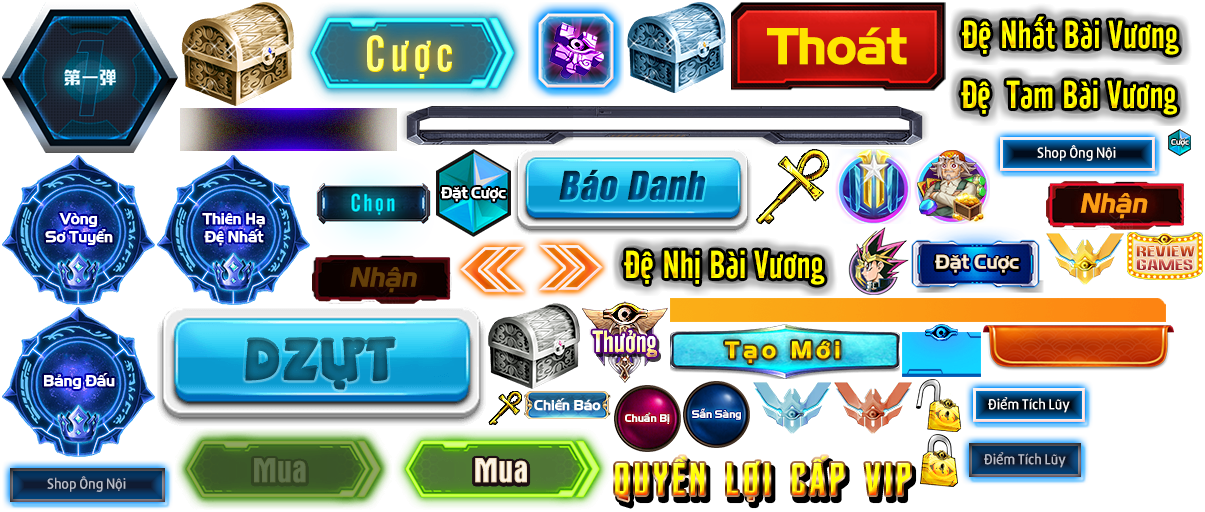 第一弹
Cược
Thoát
Đệ Nhất Bài Vương
Đệ Tam Bài Vương
Shop Ông Nội
Cược
Vòng
Sơ Tuyển
Thiên Hạ
Đệ Nhất
Chọn
Đặt Cược
Báo Danh
Nhận
Nhận
Đệ Nhị Bài Vương
Đặt Cược
REVIEW
GAMES
Bảng Đấu
DZỰT
Thưởng
Tạo Mới
Chiến Báo
Chuẩn Bị
Sẵn Sàng
Điểm Tích Lũy
Shop Ông Nội
Mua
Mua
QUYỀN LỢI CẤP VIP
Điểm Tích Lũy